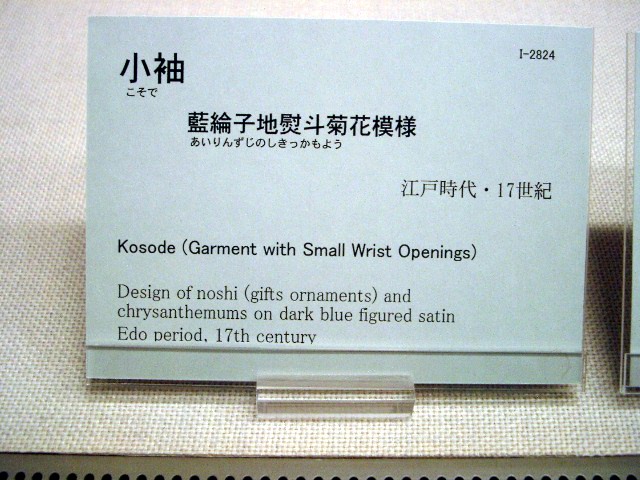 I-2824
小袖
こそで
藍綸子地熨斗菊花模様
あいりんずじのしきっかもよう
江戸時代・17世紀
Kosode (Garment with Small Wrist Openings)
Design of noshi (gifts ornaments) and
chrysanthemums on dark blue figured satin
Edo period, 17th century